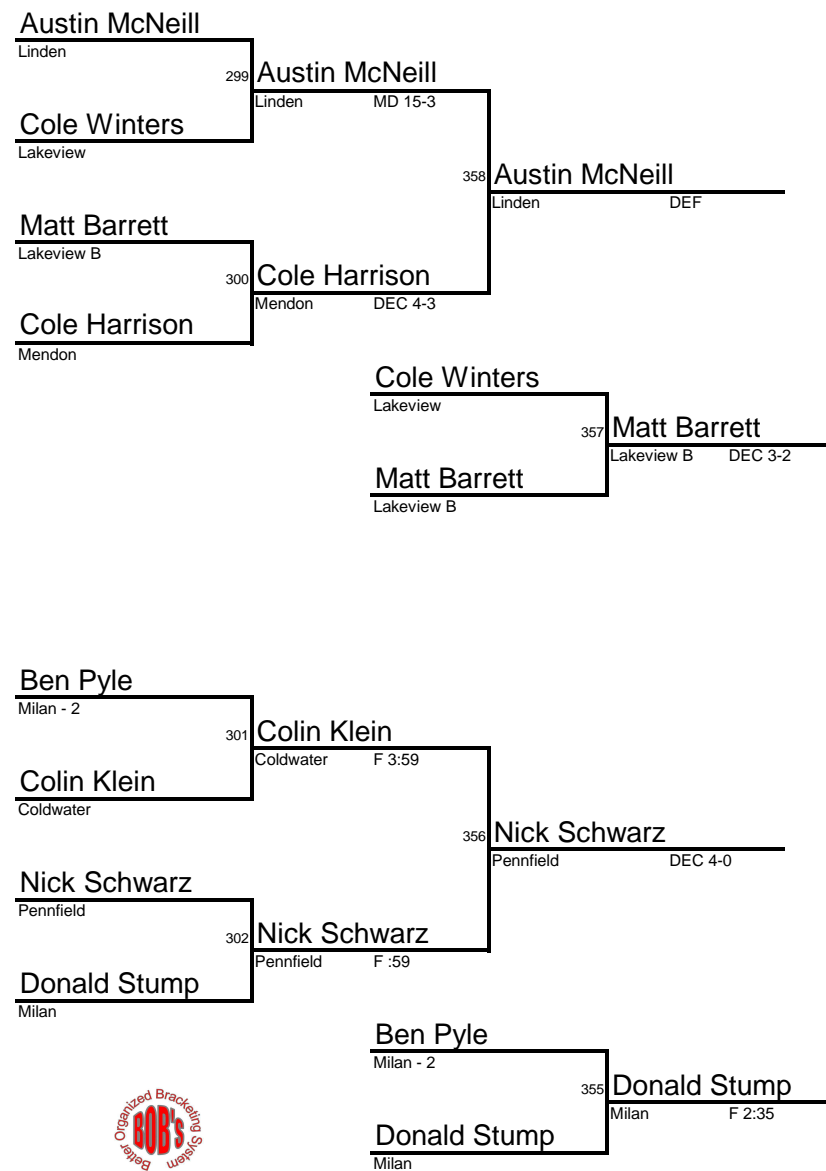 Austin McNeill
Linden
299 Austin McNeill
Linden MD 15-3
Cole Winters
Lakeview
358 Austin McNeill
Linden DEF
Matt Barrett
Lakeview B
300 Cole Harrison
Mendon DEC 4-3
Cole Harrison
Mendon
Cole Winters
Lakeview
357 Matt Barrett
Lakeview B DEC 3-2
Matt Barrett
Lakeview B
Ben Pyle
Milan - 2
301 Colin Klein
Coldwater F 3:59
Colin Klein
Coldwater
356 Nick Schwarz
Pennfield DEC 4-0
Nick Schwarz
Pennfield
302 Nick Schwarz
Pennfield F :59
Donald Stump
Milan
Ben Pyle
Milan - 2
355 Donald Stump
Milan F 2:35
Donald Stump
Milan
Better Organized Bracketing System
BOB's